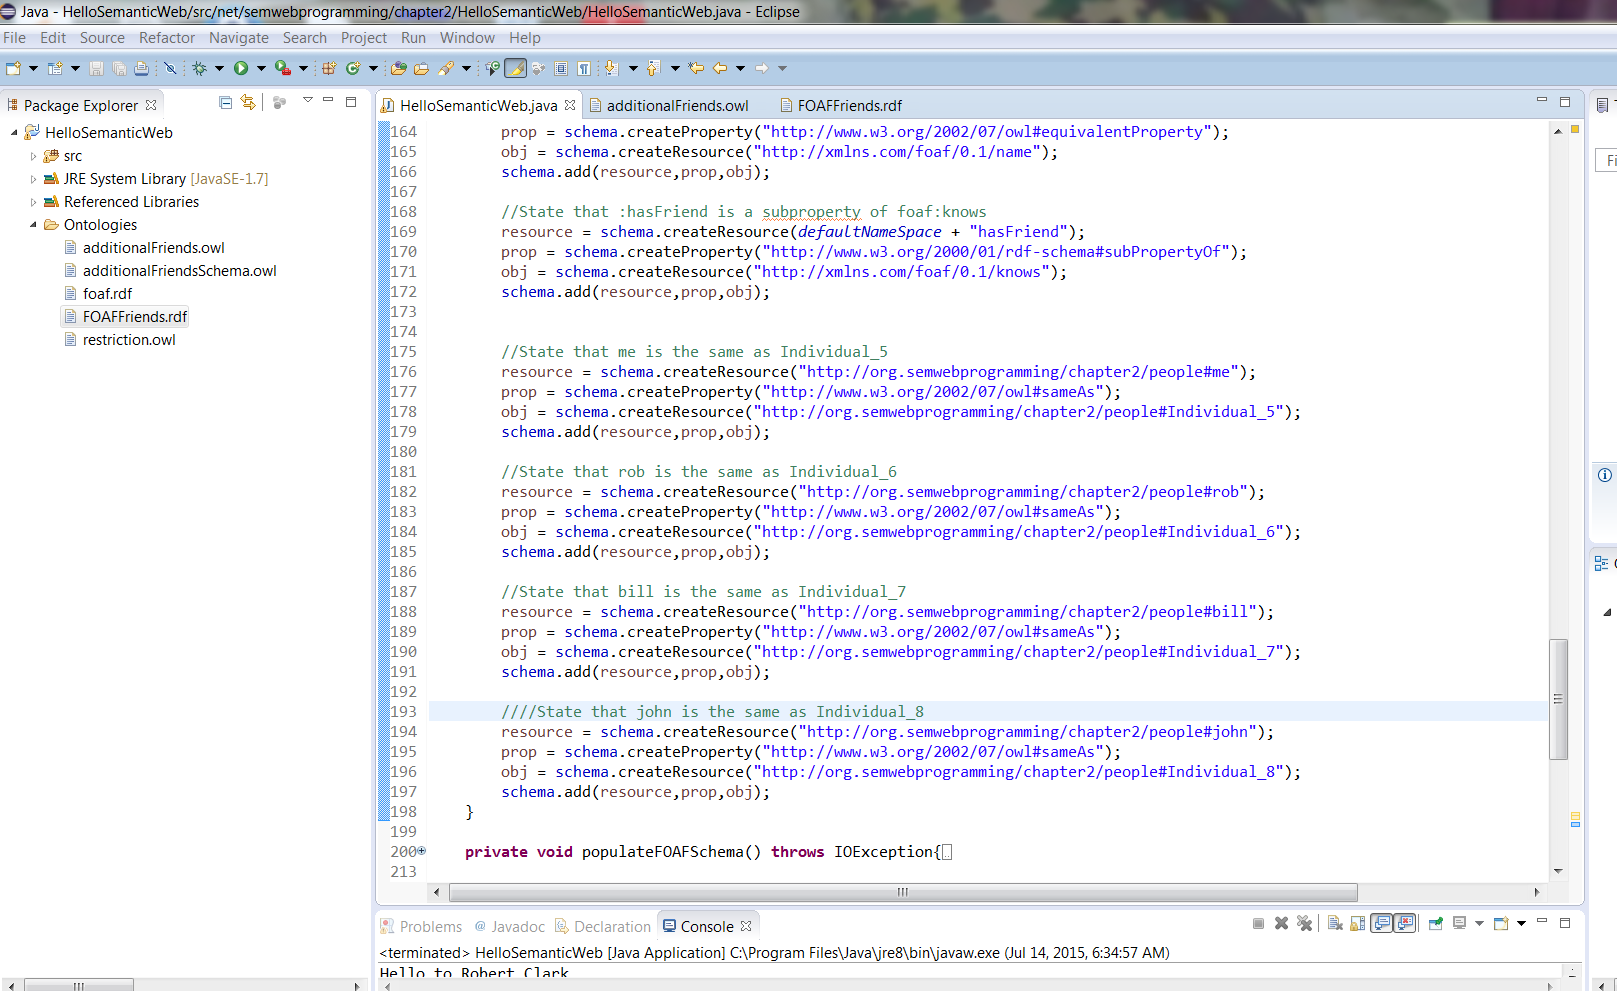 Java - HelloSemanticWeb/src/net/semwebprogramming/chapter2/HelloSemanticWeb/HelloSemanticWeb.java - Eclipse
File Edit Source Refactor Navigate Search Project Run Window Help
Package Explorer
HelloSemanticWeb
src
JRE System Library [JavaSE-1.7]
Referenced Libraries
Ontologies
additionalFriends.owl
additionalFriendsSchema.owl
foaf.rdf
FOAFFriends.rdf
restriction.owl
HelloSemanticWeb.java additionalFriends.owl FOAFFriends.rdf
164 prop = schema.createProperty("http://www.w3.org/2002/07/owl#equivalentProperty");
165 obj = schema.createResource("http://xmlns.com/foaf/0.1/name");
166 schema.add(resource,prop,obj);
167
168 //State that :hasFriend is a subproperty of foaf:knows
169 resource = schema.createResource(defaultNameSpace + "hasFriend");
170 prop = schema.createProperty("http://www.w3.org/2000/01/rdf-schema#subPropertyOf");
171 obj = schema.createResource("http://xmlns.com/foaf/0.1/knows");
172 schema.add(resource,prop,obj);
173
174
175 //State that me is the same as Individual_5
176 resource = schema.createResource("http://org.semwebprogramming/chapter2/people#me");
177 prop = schema.createProperty("http://www.w3.org/2002/07/owl#sameAs");
178 obj = schema.createResource("http://org.semwebprogramming/chapter2/people#Individual_5");
179 schema.add(resource,prop,obj);
180
181 //State that rob is the same as Individual_6
182 resource = schema.createResource("http://org.semwebprogramming/chapter2/people#rob");
183 prop = schema.createProperty("http://www.w3.org/2002/07/owl#sameAs");
184 obj = schema.createResource("http://org.semwebprogramming/chapter2/people#Individual_6");
185 schema.add(resource,prop,obj);
186
187 //State that bill is the same as Individual_7
188 resource = schema.createResource("http://org.semwebprogramming/chapter2/people#bill");
189 prop = schema.createProperty("http://www.w3.org/2002/07/owl#sameAs");
190 obj = schema.createResource("http://org.semwebprogramming/chapter2/people#Individual_7");
191 schema.add(resource,prop,obj);
192
193 ////State that john is the same as Individual_8
194 resource = schema.createResource("http://org.semwebprogramming/chapter2/people#john");
195 prop = schema.createProperty("http://www.w3.org/2002/07/owl#sameAs");
196 obj = schema.createResource("http://org.semwebprogramming/chapter2/people#Individual_8");
197 schema.add(resource,prop,obj);
198 }
199
200 private void populateFOAFSchema() throws IOException{
213
Problems @ Javadoc Declaration Console
<terminated> HelloSemanticWeb [Java Application] C:\Program Files\Java\jre8\bin\javaw.exe (Jul 14, 2015, 6:34:57 AM)
Hello to Robert Clark